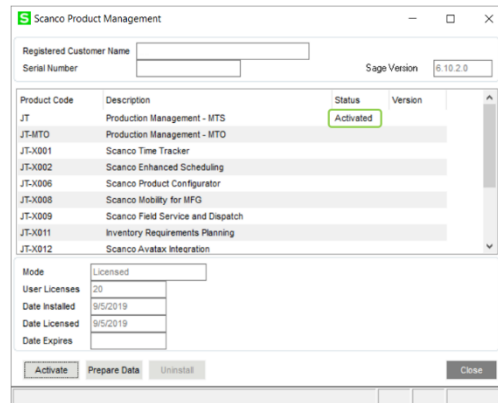 S Scanco Product Management
Registered Customer Name
Serial Number Sage Version 6.10.2.0
Product Code Description Status Version
JT Production Management - MTS Activated
JT-MTO Production Management - MTO
JT-X001 Scanco Time Tracker
JT-X002 Scanco Enhanced Scheduling
JT-X006 Scanco Product Configurator
JT-X008 Scanco Mobility for MFG
JT-X009 Scanco Field Service and Dispatch
JT-X011 Inventory Requirements Planning
JT-X012 Scanco Avatax Integration
Mode Licensed
User Licenses 20
Date Installed 9/5/2019
Date Licensed 9/5/2019
Date Expires
Activate Prepare Data Uninstall Close